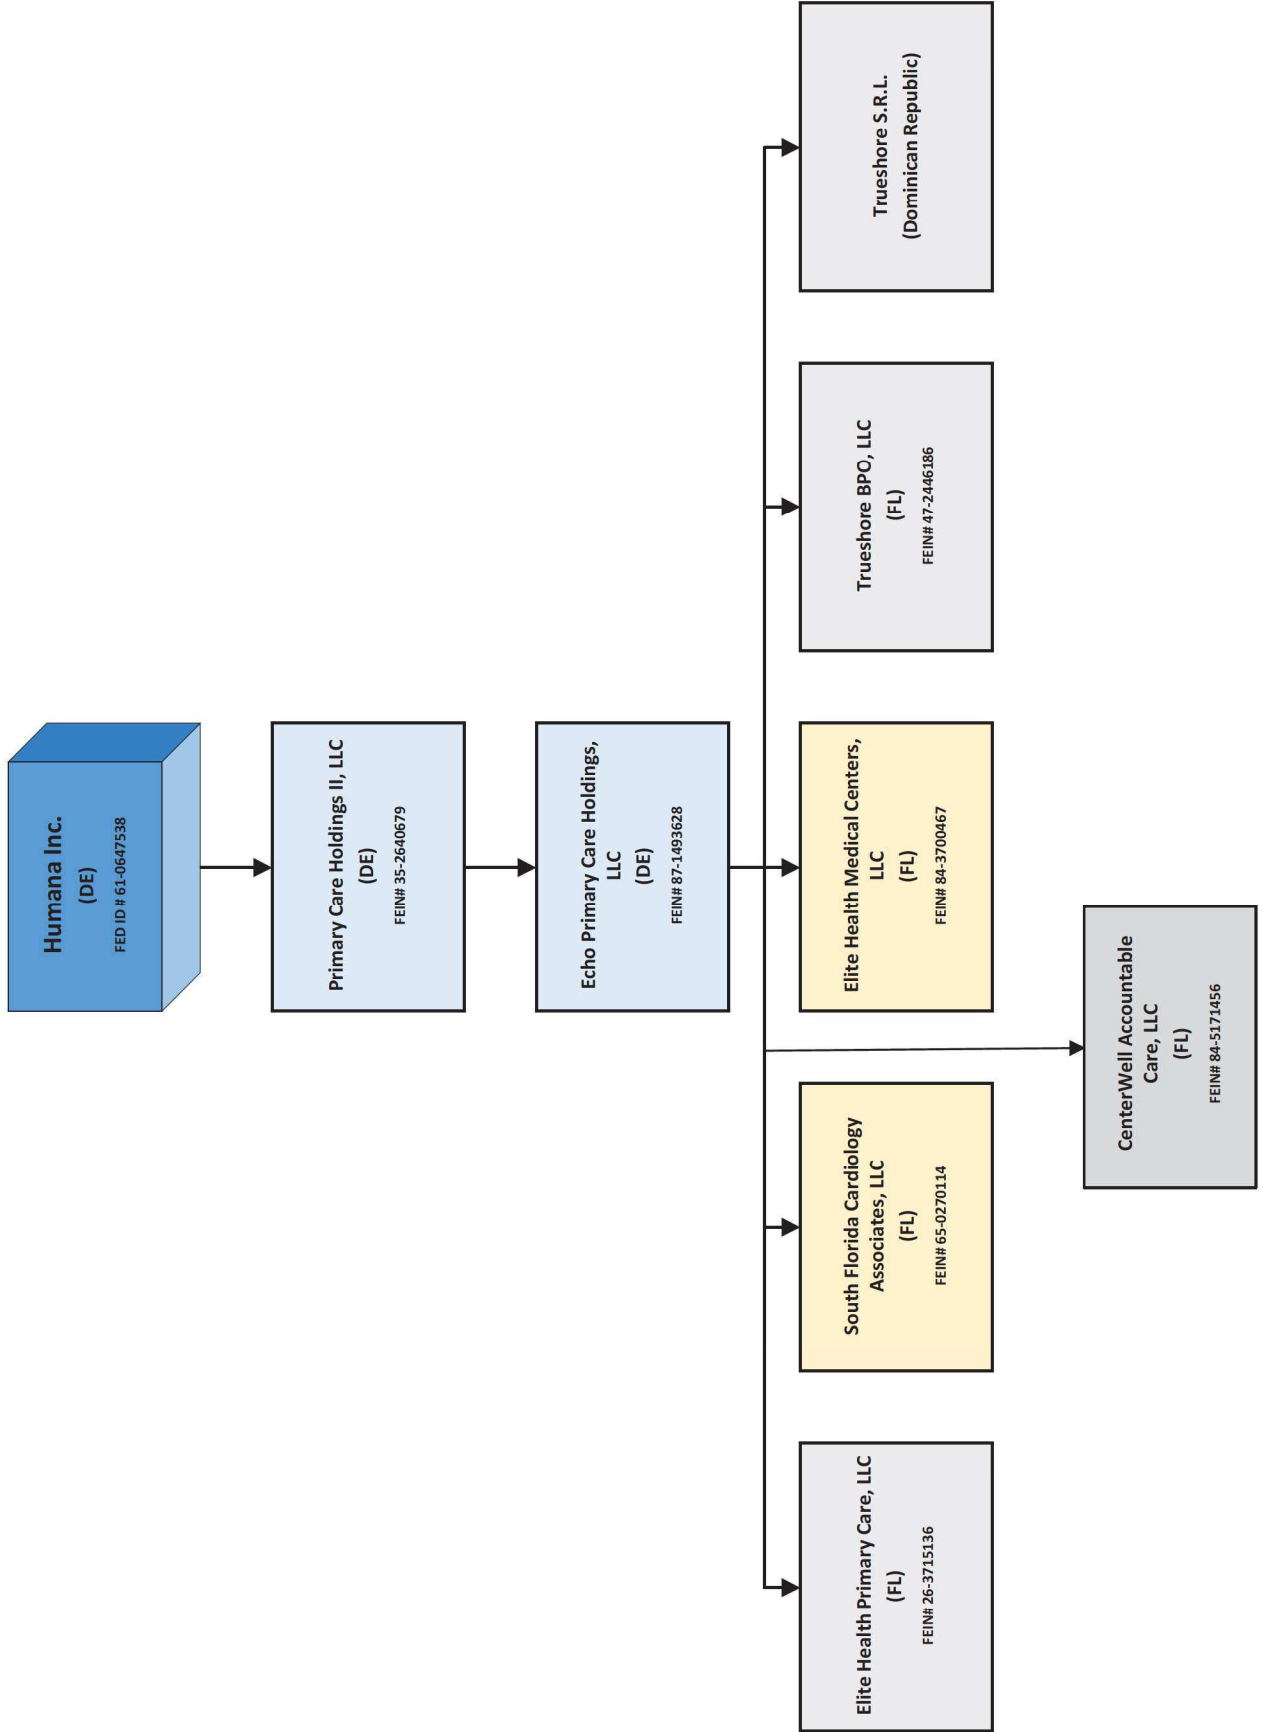 Humana Inc.
(DE)
FED ID # 61-0647538
Primary Care Holdings II, LLC
(DE)
FEIN# 35-2640679
Echo Primary Care Holdings,
LLC
(DE)
FEIN# 87-1493628
Elite Health Primary Care, LLC
(FL)
FEIN# 26-3715136
South Florida Cardiology
Associates, LLC
(FL)
FEIN# 65-0270114
Elite Health Medical Centers,
LLC
(FL)
FEIN# 84-3700467
Trueshore BPO, LLC
(FL)
FEIN# 47-2446186
Trueshore S.R.L.
(Dominican Republic)
CenterWell Accountable
Care, LLC
(FL)
FEIN# 84-5171456